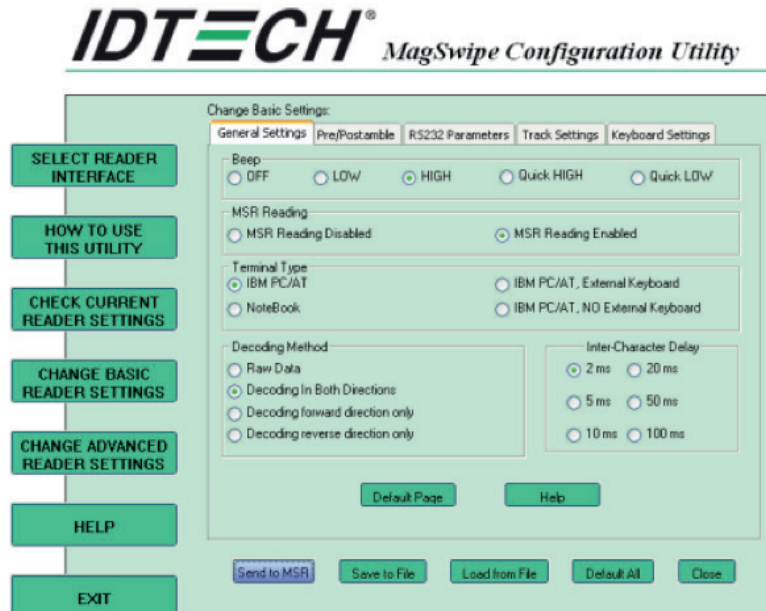 IDTECH®
MagSwipe Configuration Utility
SELECT READER
INTERFACE
HOW TO USE
THIS UTILITY
CHECK CURRENT
READER SETTINGS
CHANGE BASIC
READER SETTINGS
CHANGE ADVANCED
READER SETTINGS
HELP
EXIT
Change Basic Settings:
General Settings Pre/Postamble RS232 Parameters Track Settings Keyboard Settings
Beep
OFF LOW HIGH Quick HIGH Quick LOW
MSR Reading
MSR Reading Disabled MSR Reading Enabled
Terminal Type
IBM PC/AT IBM PC/AT, External Keyboard
NoteBook IBM PC/AT, NO External Keyboard
Decoding Method
Raw Data
Decoding In Both Directions
Decoding forward direction only
Decoding reverse direction only
Inter-Character Delay
2 ms 20 ms
5 ms 50 ms
10 ms 100 ms
Default Page Help
Send to MSR Save to File Load from File Default All Close